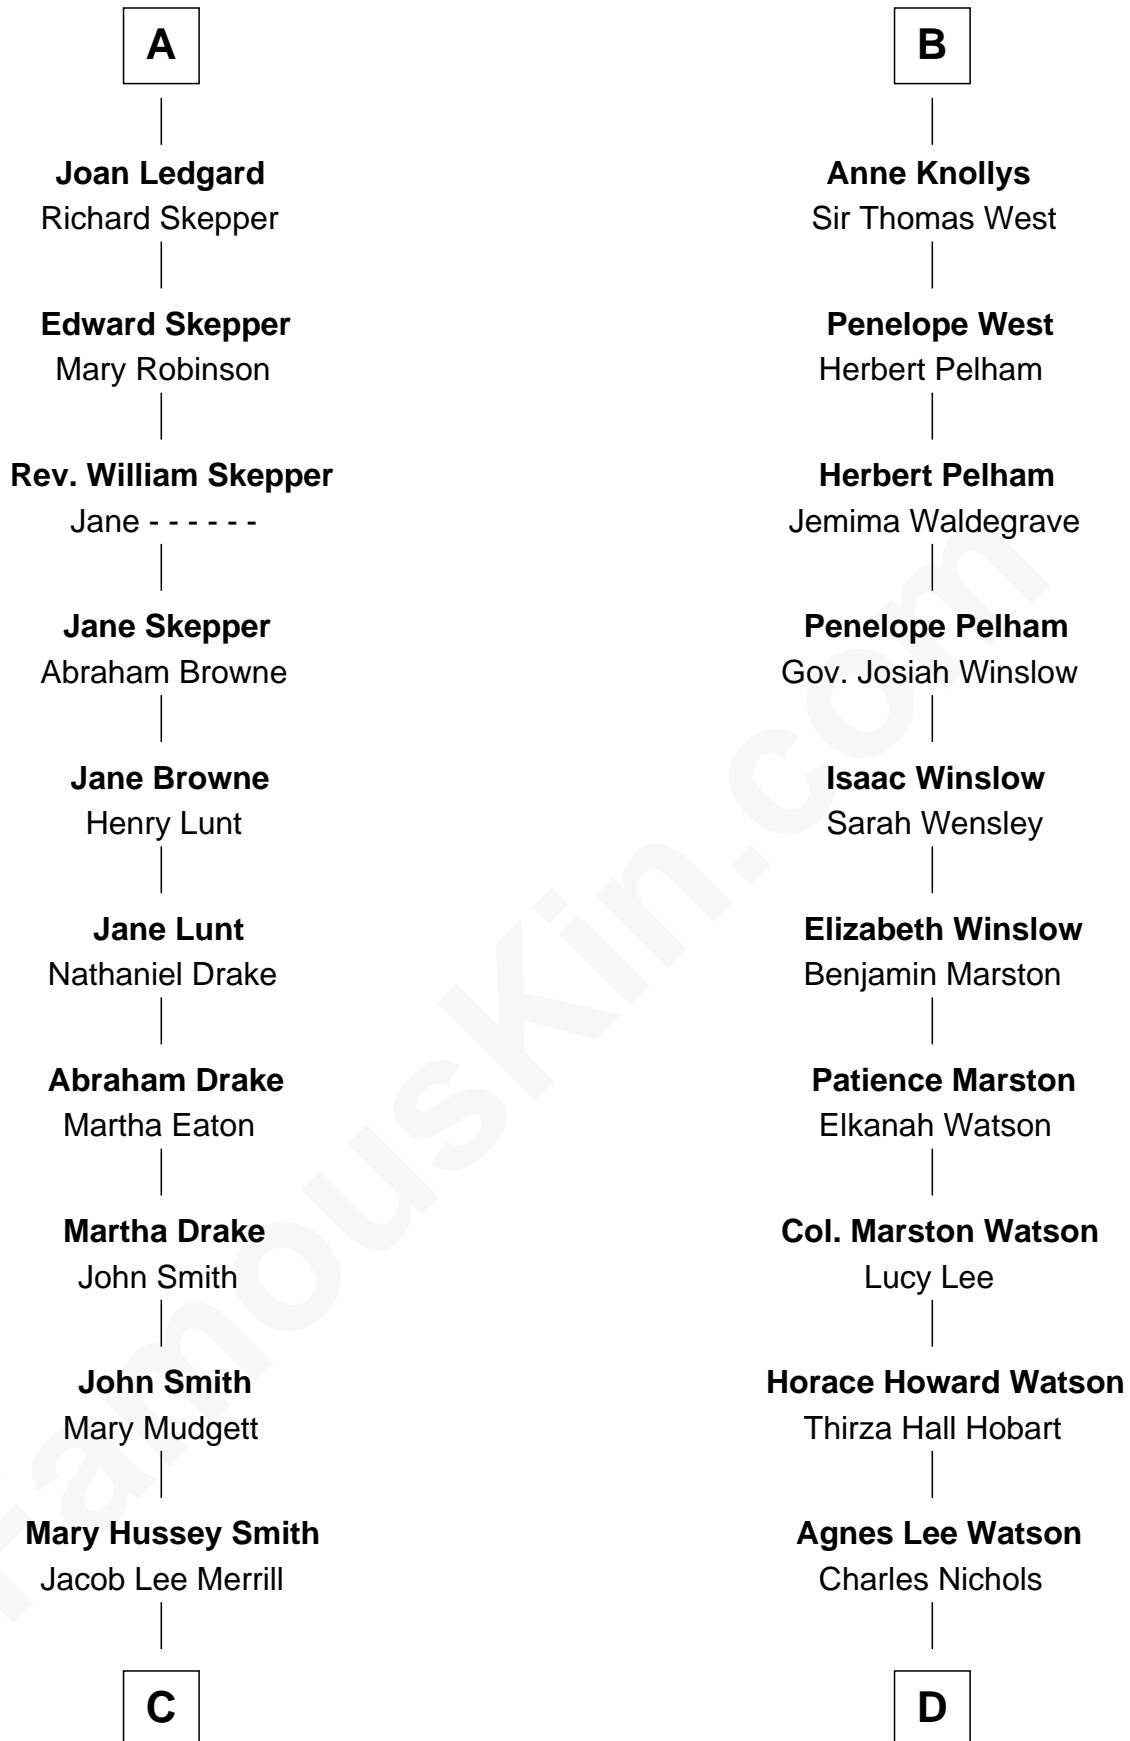 A
Joan Ledgard
Richard Skepper
Edward Skepper
Mary Robinson
Rev. William Skepper
Jane - - - - - -
Jane Skepper
Abraham Browne
Jane Browne
Henry Lunt
Jane Lunt
Nathaniel Drake
Abraham Drake
Martha Eaton
Martha Drake
John Smith
John Smith
Mary Mudgett
Mary Hussey Smith
Jacob Lee Merrill
C
B
Anne Knollys
Sir Thomas West
Penelope West
Herbert Pelham
Herbert Pelham
Jemima Waldegrave
Penelope Pelham
Gov. Josiah Winslow
Isaac Winslow
Sarah Wensley
Elizabeth Winslow
Benjamin Marston
Patience Marston
Elkanah Watson
Col. Marston Watson
Lucy Lee
Horace Howard Watson
Thirza Hall Hobart
Agnes Lee Watson
Charles Nichols
D
FamousKin.com